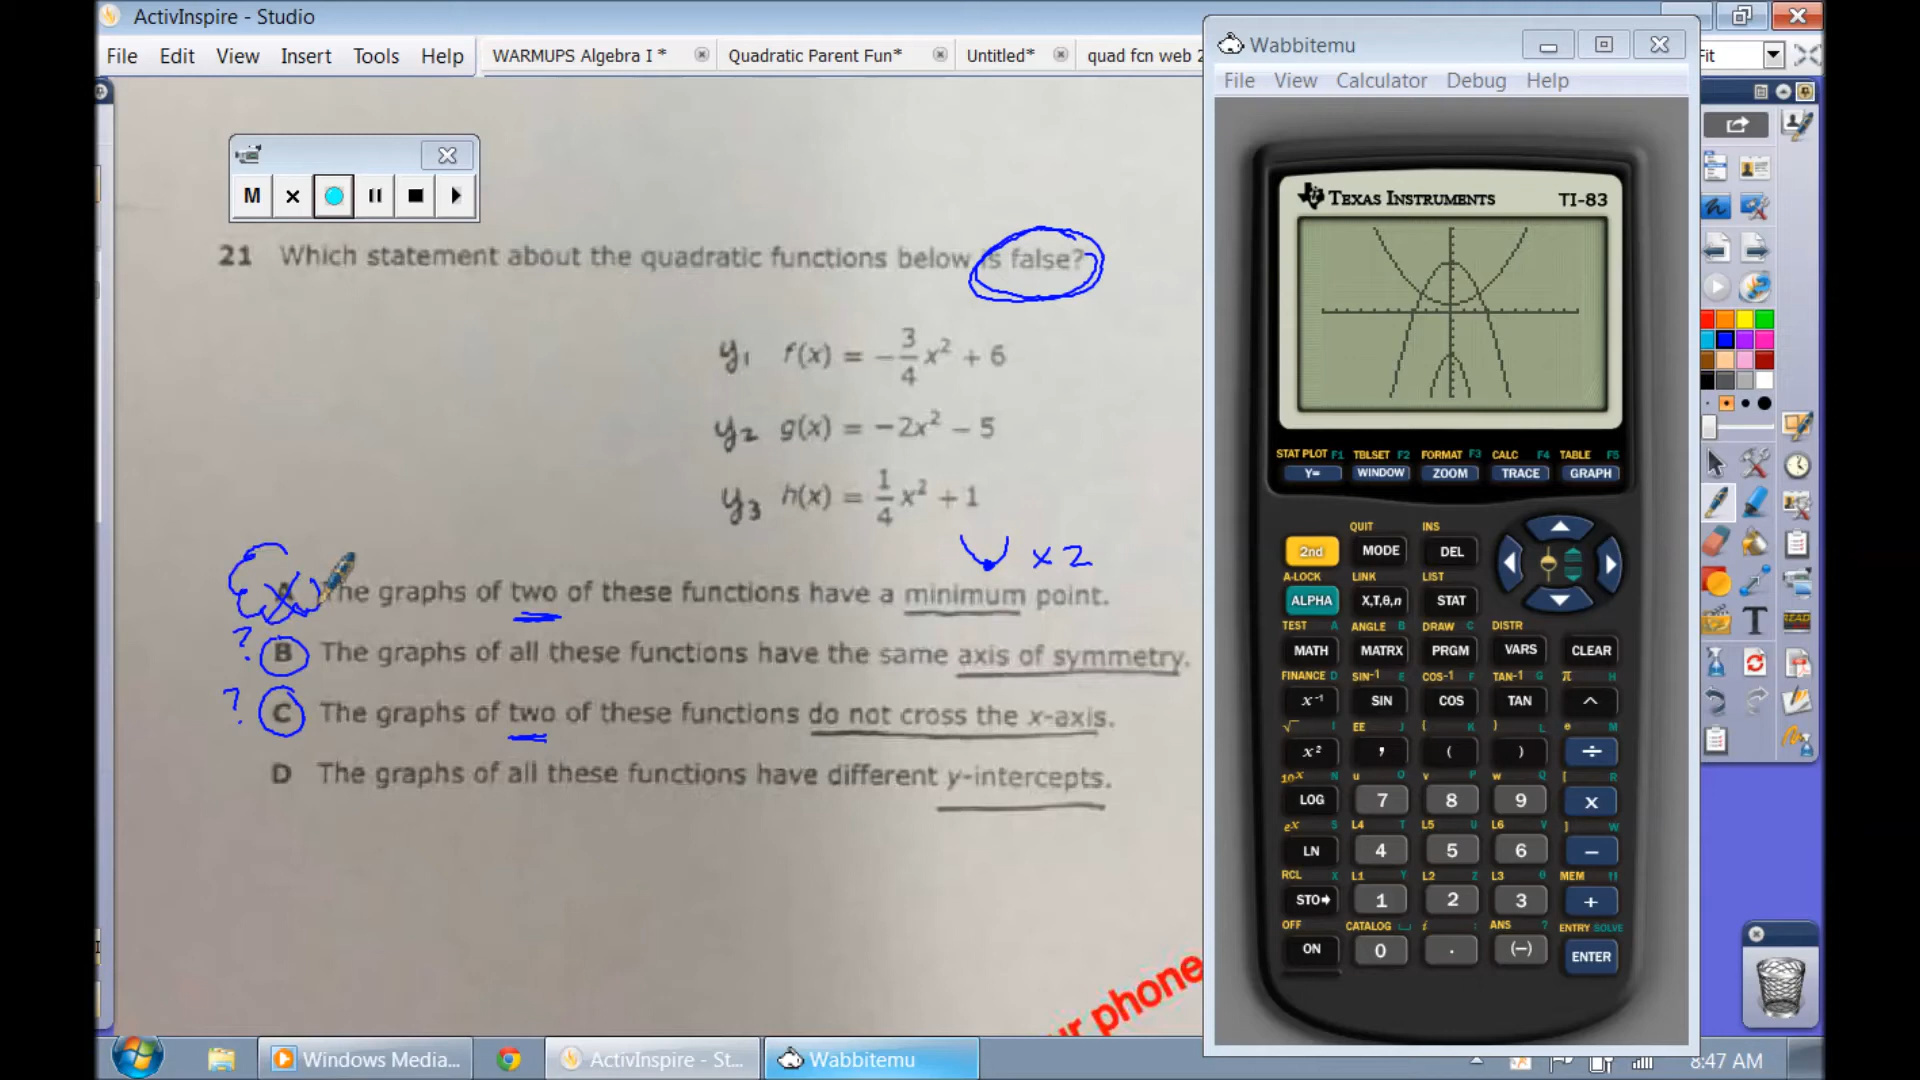 ActivInspire - Studio
File Edit View Insert Tools Help
WARMUPS Algebra I * Quadratic Parent Fun* Untitled* quad fcn web 2
Fit
M
21 Which statement about the quadratic functions below is false?
y1 f(x) = -3/4 x² + 6
y2 g(x) = -2x² - 5
y3 h(x) = 1/4 x² + 1
x 2
A The graphs of two of these functions have a minimum point.
? B The graphs of all these functions have the same axis of symmetry.
? C The graphs of two of these functions do not cross the x-axis.
D The graphs of all these functions have different y-intercepts.
ur phone
Wabbitemu
File View Calculator Debug Help
TEXAS INSTRUMENTS TI-83
STAT PLOT F1 TBLSET F2 FORMAT F3 CALC F4 TABLE F5
Y= WINDOW ZOOM TRACE GRAPH
QUIT INS
2nd MODE DEL
A-LOCK LINK LIST
ALPHA X,T,θ,n STAT
TEST A ANGLE B DRAW C DISTR
MATH MATRX PRGM VARS CLEAR
FINANCE D SIN⁻¹ E COS⁻¹ F TAN⁻¹ G π H
x⁻¹ SIN COS TAN ^
√ I EE J { K } L e M
x² , ( ) ÷
10ˣ N u O v P w Q [ R
LOG 7 8 9 x
eˣ S L4 T L5 U L6 V ] W
LN 4 5 6 −
RCL X L1 Y L2 Z L3 θ MEM "
STO➔ 1 2 3 +
OFF CATALOG ⎵ i : ANS ? ENTRY SOLVE
ON 0 . (−) ENTER
T READ
Windows Media... ActivInspire - St... Wabbitemu 8:47 AM